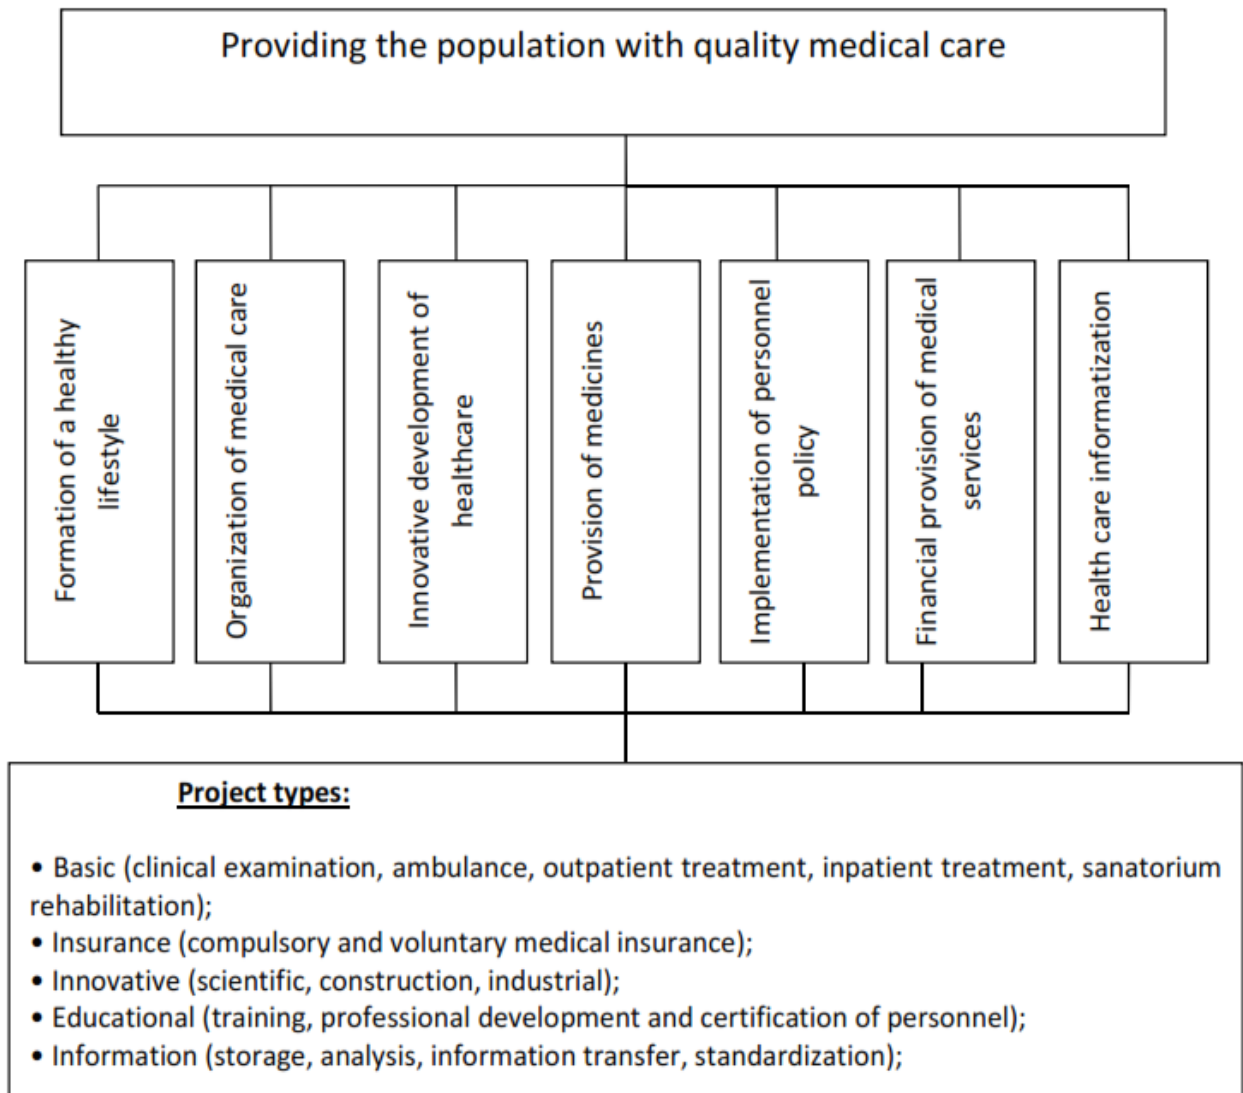 Providing the population with quality medical care
Formation of a healthy
lifestyle
Organization of medical care
Innovative development of
healthcare
Provision of medicines
Implementation of personnel
policy
Financial provision of medical
services
Health care informatization
Project types:
• Basic (clinical examination, ambulance, outpatient treatment, inpatient treatment, sanatorium
rehabilitation);
• Insurance (compulsory and voluntary medical insurance);
• Innovative (scientific, construction, industrial);
• Educational (training, professional development and certification of personnel);
• Information (storage, analysis, information transfer, standardization);